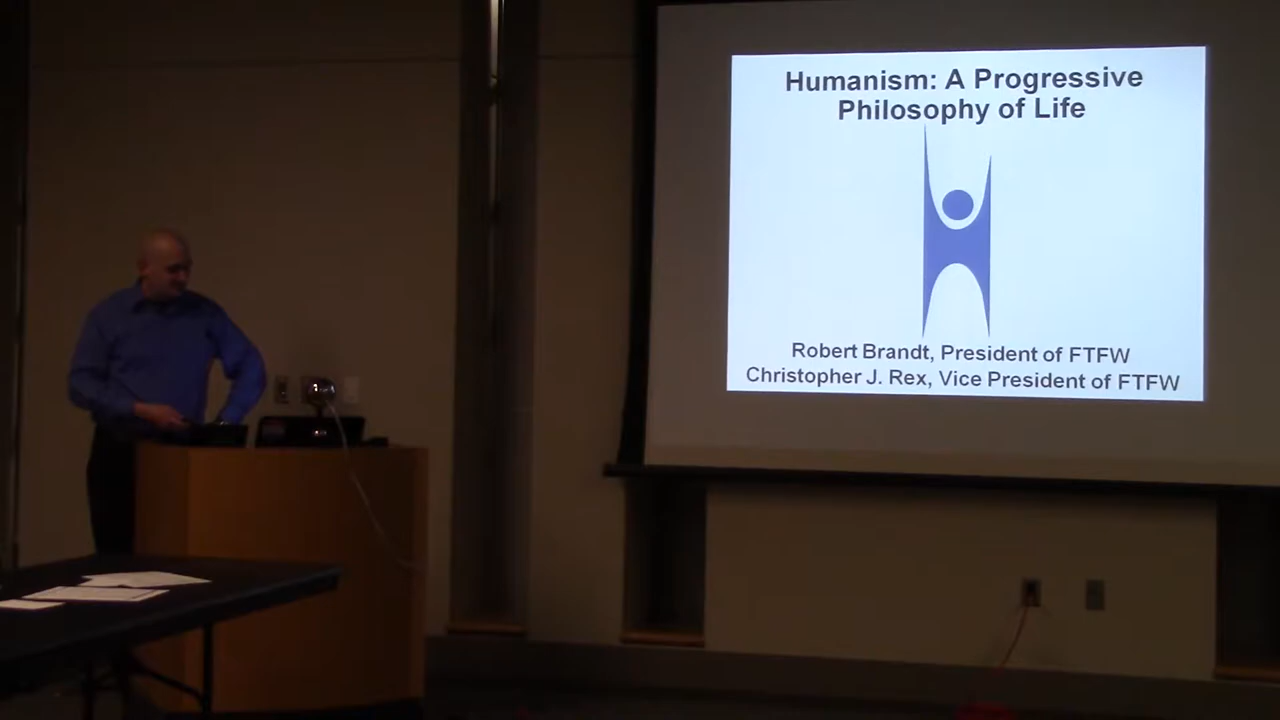 Humanism: A Progressive
Philosophy of Life
Robert Brandt, President of FTFW
Christopher J. Rex, Vice President of FTFW